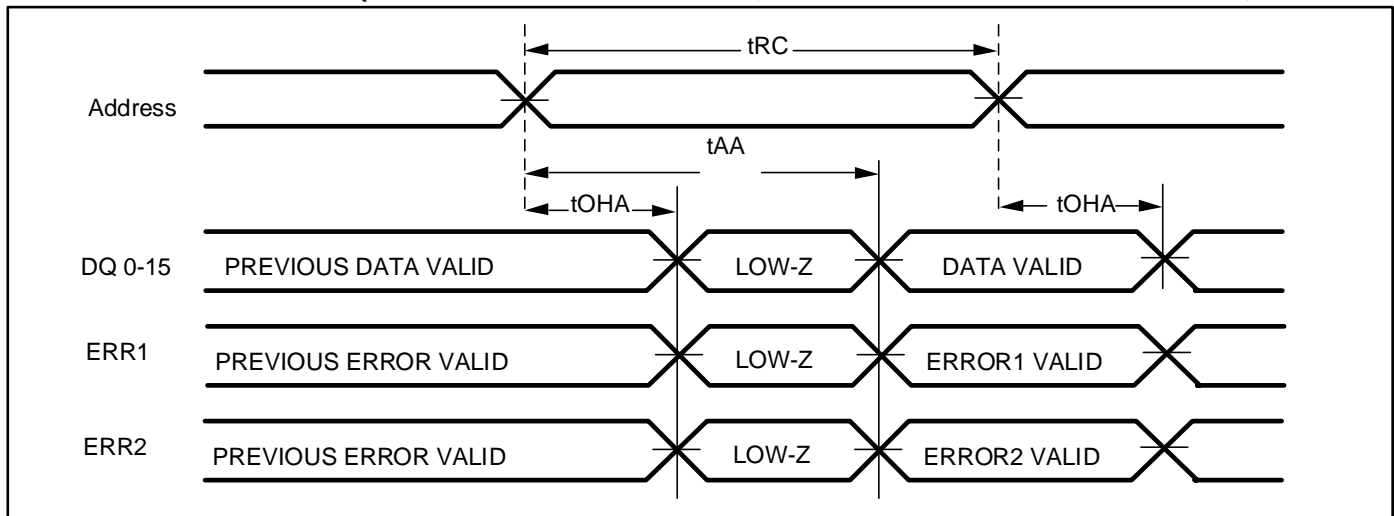 tRC
Address
tAA
tOHA
tOHA
DQ 0-15
PREVIOUS DATA VALID
LOW-Z
DATA VALID
ERR1
PREVIOUS ERROR VALID
LOW-Z
ERROR1 VALID
ERR2
PREVIOUS ERROR VALID
LOW-Z
ERROR2 VALID